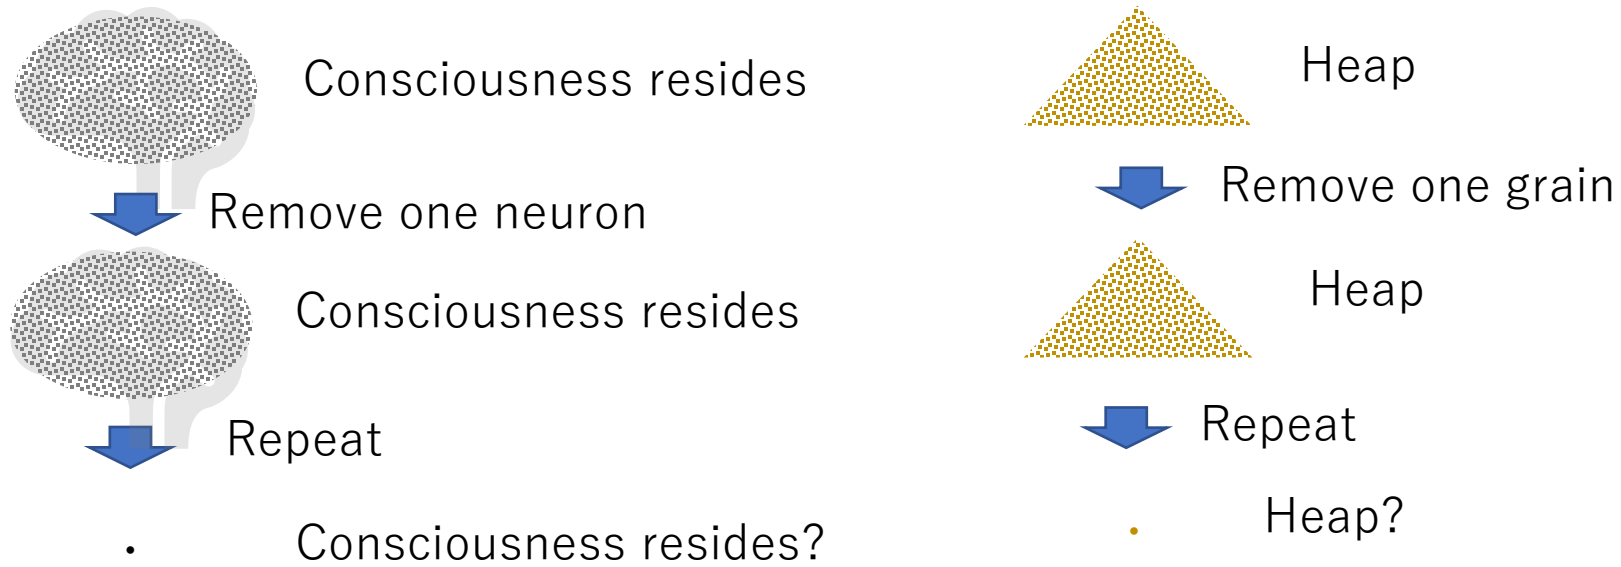 Consciousness resides
Remove one neuron
Consciousness resides
Repeat
Consciousness resides?
Heap
Remove one grain
Heap
Repeat
Heap?